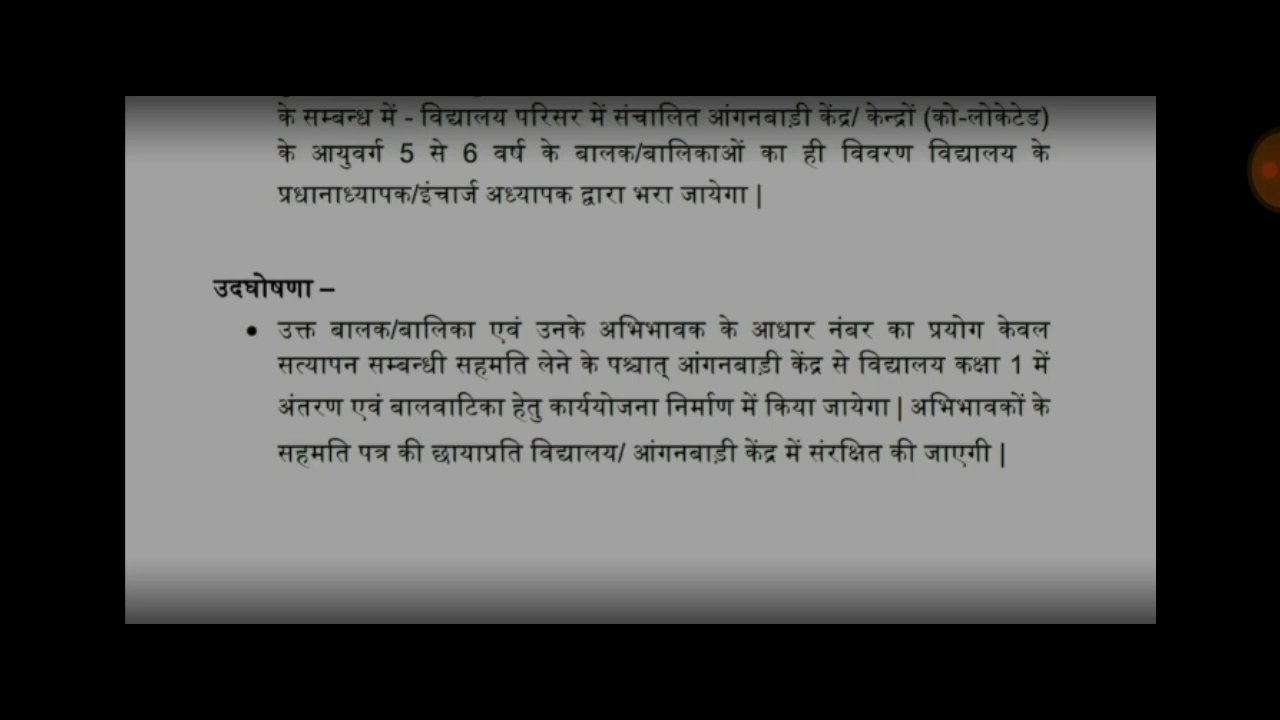 के सम्बन्ध में - विद्यालय परिसर में संचालित आंगनबाड़ी केंद्र/ केन्द्रों (को-लोकेटेड)
के आयुवर्ग 5 से 6 वर्ष के बालक/बालिकाओं का ही विवरण विद्यालय के
प्रधानाध्यापक/इंचार्ज अध्यापक द्वारा भरा जायेगा |
उदघोषणा –
• उक्त बालक/बालिका एवं उनके अभिभावक के आधार नंबर का प्रयोग केवल
सत्यापन सम्बन्धी सहमति लेने के पश्चात् आंगनबाड़ी केंद्र से विद्यालय कक्षा 1 में
अंतरण एवं बालवाटिका हेतु कार्ययोजना निर्माण में किया जायेगा | अभिभावकों के
सहमति पत्र की छायाप्रति विद्यालय/ आंगनबाड़ी केंद्र में संरक्षित की जाएगी |